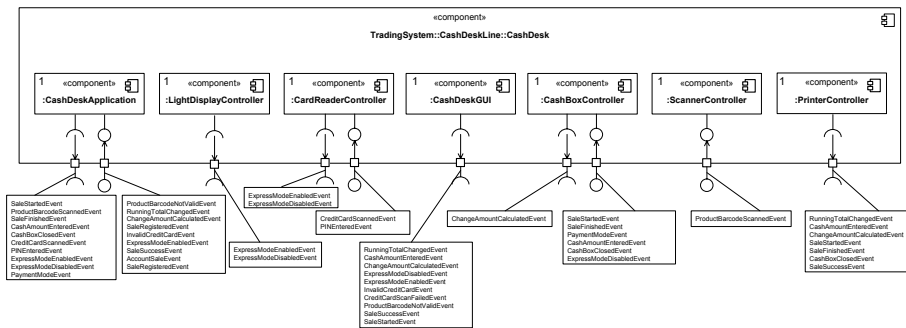 «component»
TradingSystem::CashDeskLine::CashDesk
1 «component»
:CashDeskApplication
1 «component»
:LightDisplayController
1 «component»
:CardReaderController
1 «component»
:CashDeskGUI
1 «component»
:CashBoxController
1 «component»
:ScannerController
1 «component»
:PrinterController
SaleStartedEvent
ProductBarcodeScannedEvent
SaleFinishedEvent
CashAmountEnteredEvent
CashBoxClosedEvent
CreditCardScannedEvent
PINEnteredEvent
ExpressModeEnabledEvent
ExpressModeDisabledEvent
PaymentModeEvent
ProductBarcodeNotValidEvent
RunningTotalChangedEvent
ChangeAmountCalculatedEvent
SaleRegisteredEvent
InvalidCreditCardEvent
ExpressModeEnabledEvent
SaleSuccessEvent
AccountSaleEvent
SaleRegisteredEvent
ExpressModeEnabledEvent
ExpressModeDisabledEvent
ExpressModeEnabledEvent
ExpressModeDisabledEvent
CreditCardScannedEvent
PINEnteredEvent
RunningTotalChangedEvent
CashAmountEnteredEvent
ChangeAmountCalculatedEvent
ExpressModeDisabledEvent
ExpressModeEnabledEvent
InvalidCreditCardEvent
CreditCardScanFailedEvent
ProductBarcodeNotValidEvent
SaleSuccessEvent
SaleStartedEvent
ChangeAmountCalculatedEvent
SaleStartedEvent
SaleFinishedEvent
PaymentModeEvent
CashAmountEnteredEvent
CashBoxClosedEvent
ExpressModeDisabledEvent
ProductBarcodeScannedEvent
RunningTotalChangedEvent
CashAmountEnteredEvent
ChangeAmountCalculatedEvent
SaleStartedEvent
SaleFinishedEvent
CashBoxClosedEvent
SaleSuccessEvent